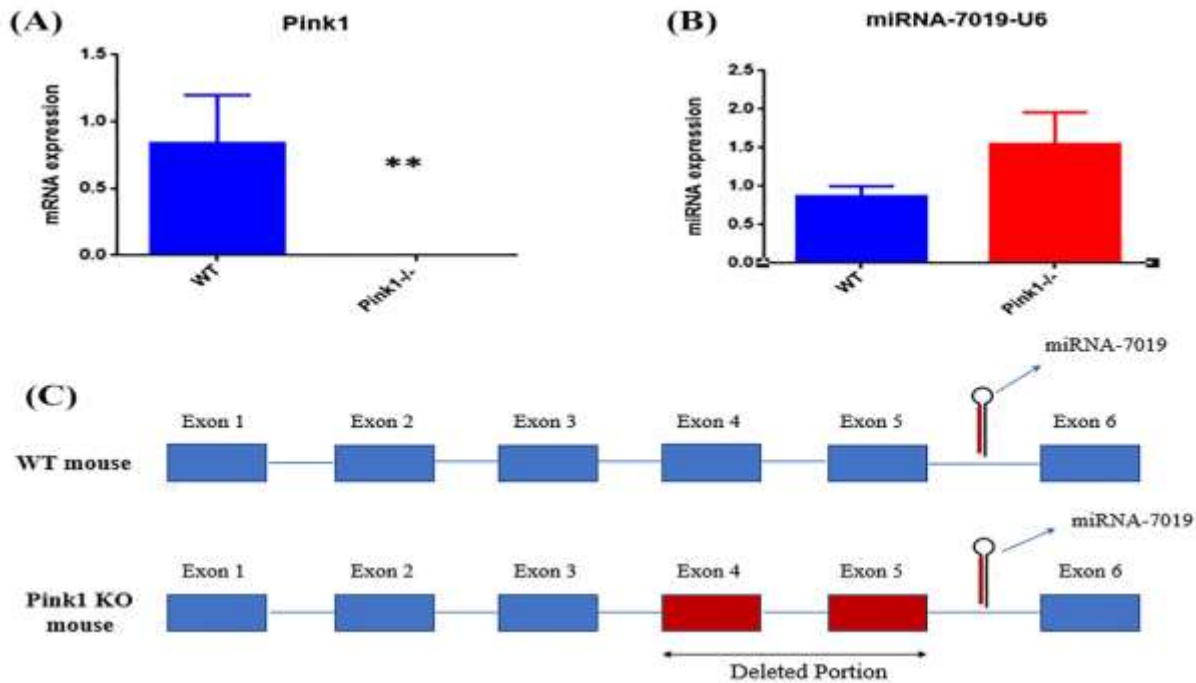 (A)
Pink1
mRNA expression
1.5
1.0
0.5
0.0
**
WT
Pink1-/-
(B)
miRNA-7019-U6
miRNA expression
2.5
2.0
1.5
1.0
0.5
0.0
WT
Pink1-/-
(C)
miRNA-7019
Exon 1 Exon 2 Exon 3 Exon 4 Exon 5 Exon 6
WT mouse
miRNA-7019
Exon 1 Exon 2 Exon 3 Exon 4 Exon 5 Exon 6
Pink1 KO
mouse
Deleted Portion